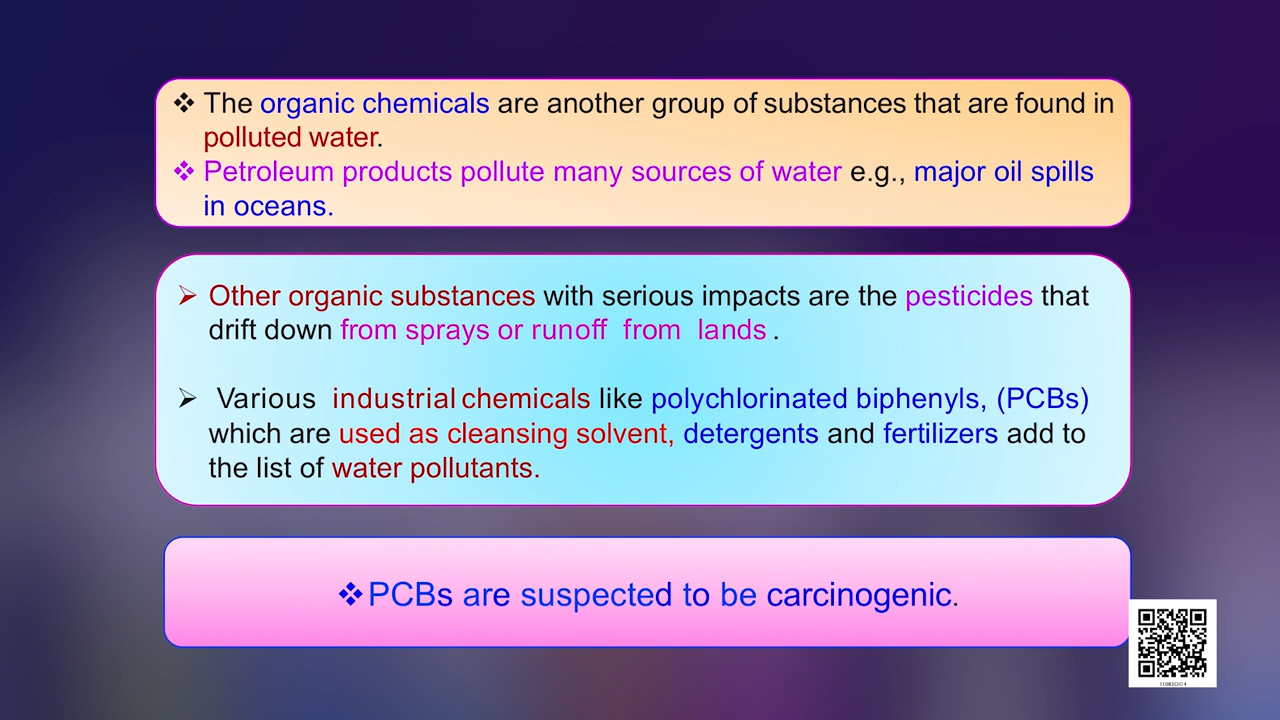 ❖ The organic chemicals are another group of substances that are found in
polluted water.
❖ Petroleum products pollute many sources of water e.g., major oil spills
in oceans.
➢ Other organic substances with serious impacts are the pesticides that
drift down from sprays or runoff from lands .
➢ Various industrial chemicals like polychlorinated biphenyls, (PCBs)
which are used as cleansing solvent, detergents and fertilizers add to
the list of water pollutants.
❖PCBs are suspected to be carcinogenic.
11083CH14